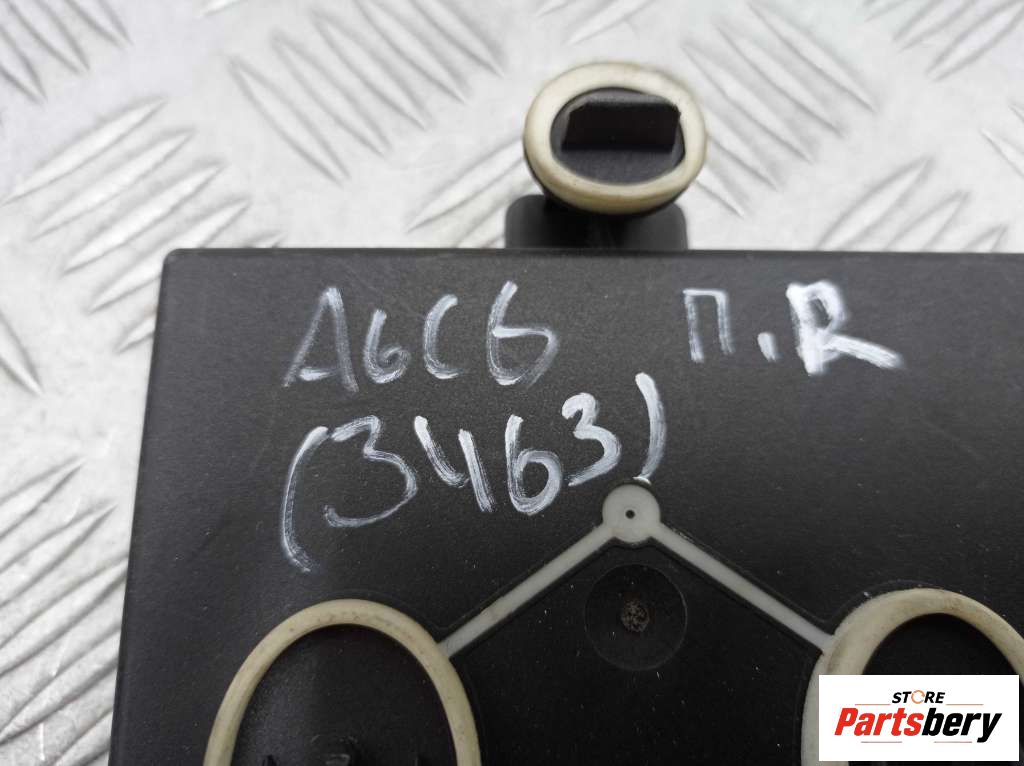 A6C6 П.R
(3463)
STORE
Partsbery